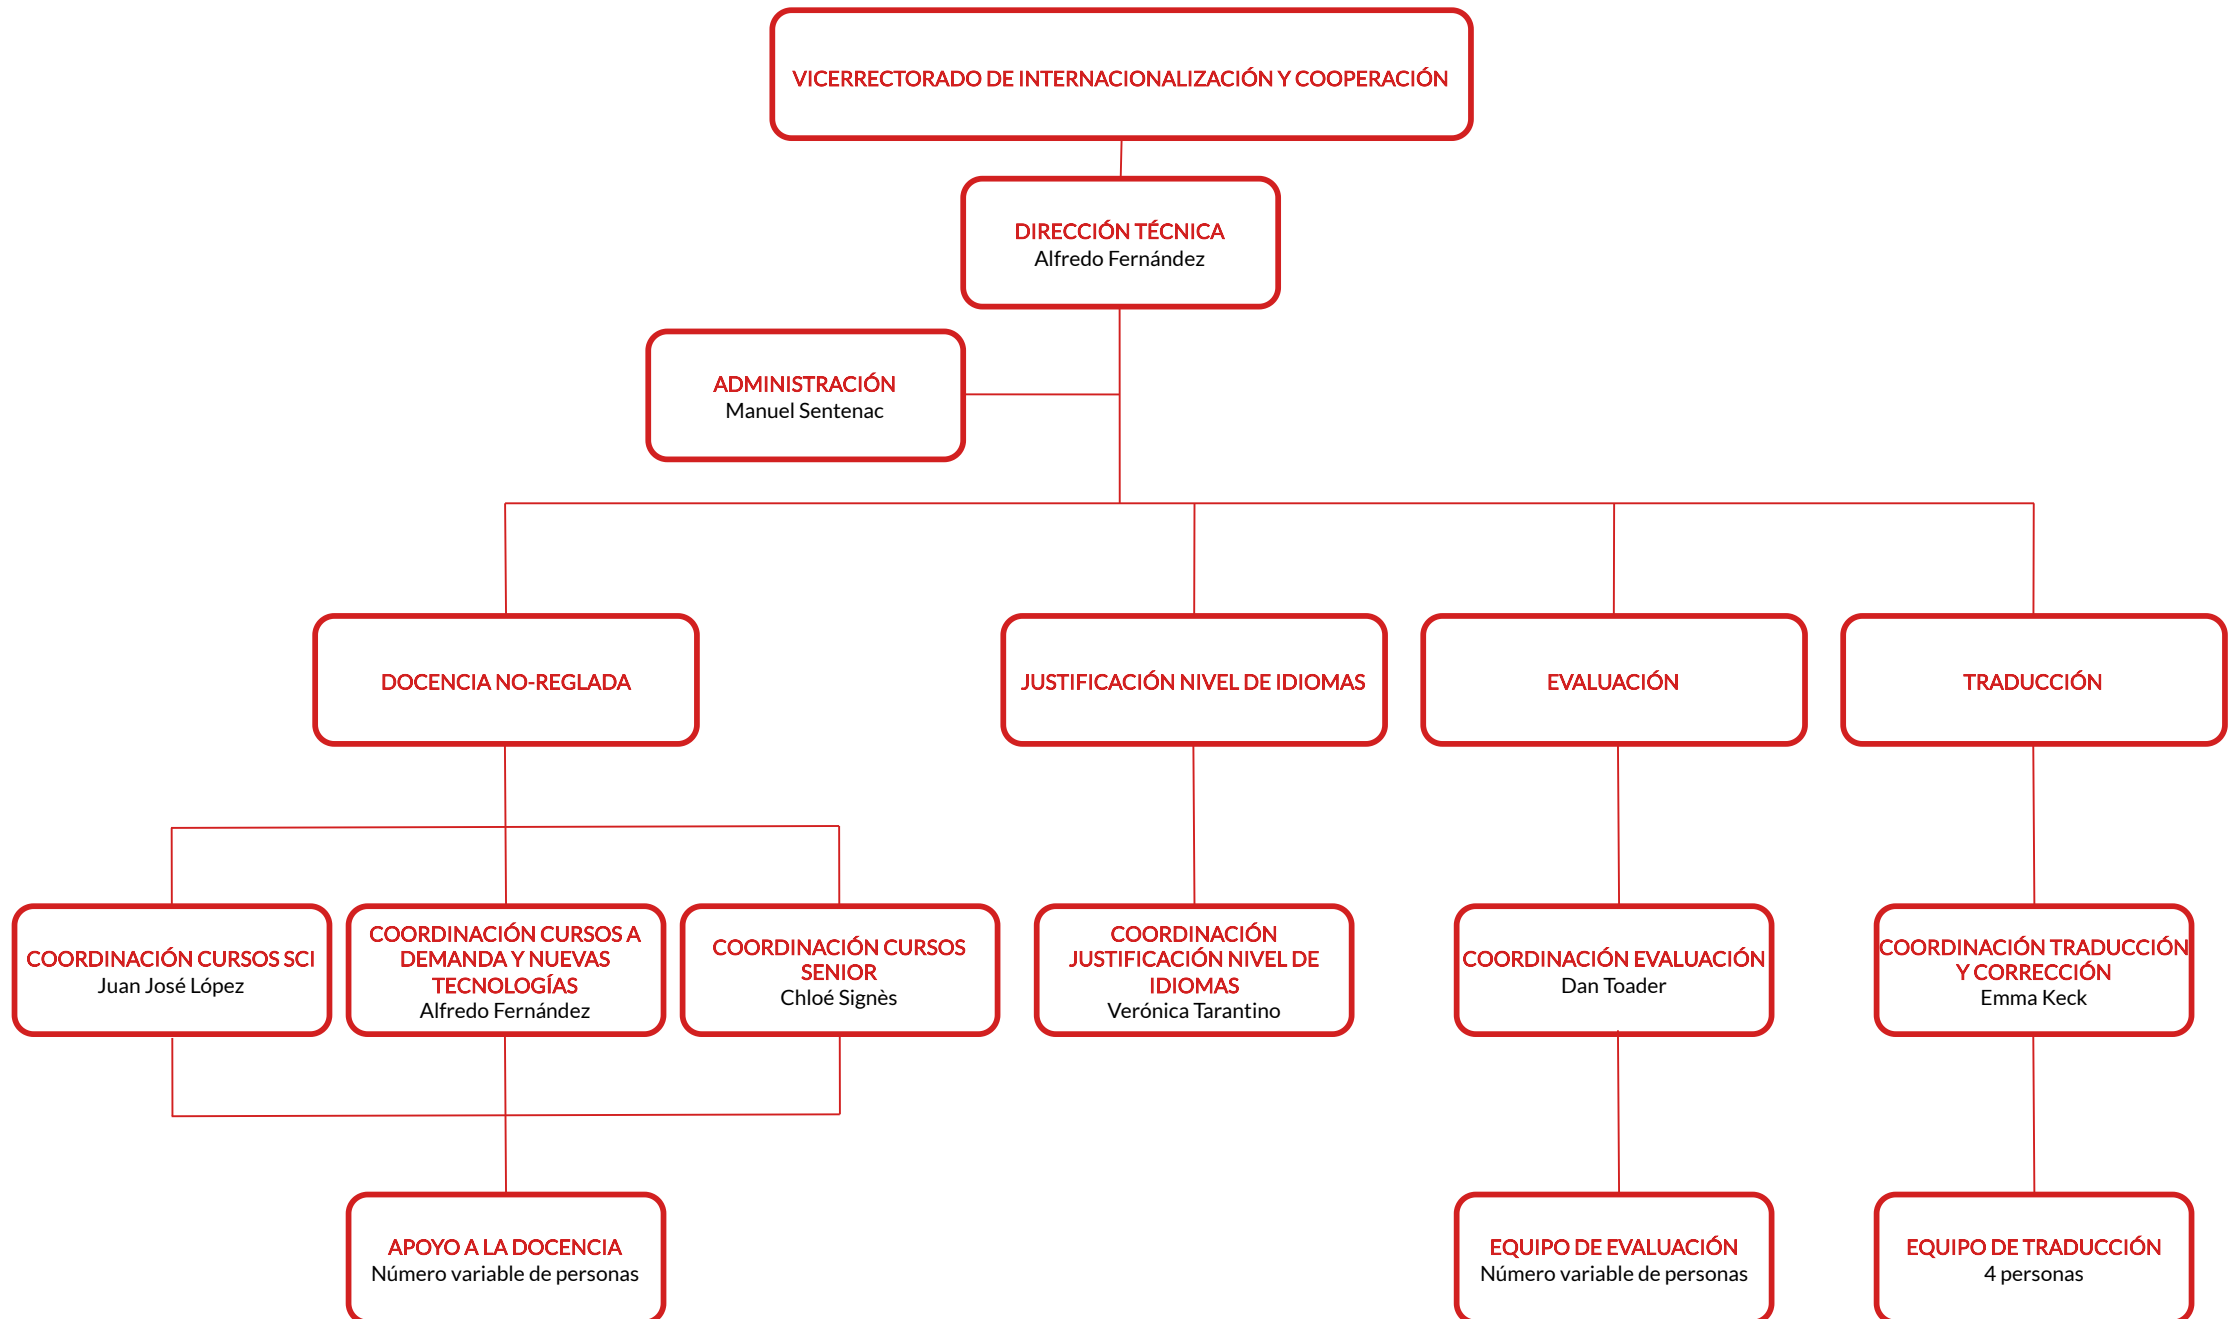 VICERRECTORADO DE INTERNACIONALIZACIÓN Y COOPERACIÓN
DIRECCIÓN TÉCNICA
Alfredo Fernández
ADMINISTRACIÓN
Manuel Sentenac
DOCENCIA NO-REGLADA
JUSTIFICACIÓN NIVEL DE IDIOMAS
EVALUACIÓN
TRADUCCIÓN
COORDINACIÓN CURSOS SCI
Juan José López
COORDINACIÓN CURSOS A
DEMANDA Y NUEVAS
TECNOLOGÍAS
Alfredo Fernández
COORDINACIÓN CURSOS
SENIOR
Chloé Signès
COORDINACIÓN
JUSTIFICACIÓN NIVEL DE
IDIOMAS
Verónica Tarantino
COORDINACIÓN EVALUACIÓN
Dan Toader
COORDINACIÓN TRADUCCIÓN
Y CORRECCIÓN
Emma Keck
APOYO A LA DOCENCIA
Número variable de personas
EQUIPO DE EVALUACIÓN
Número variable de personas
EQUIPO DE TRADUCCIÓN
4 personas